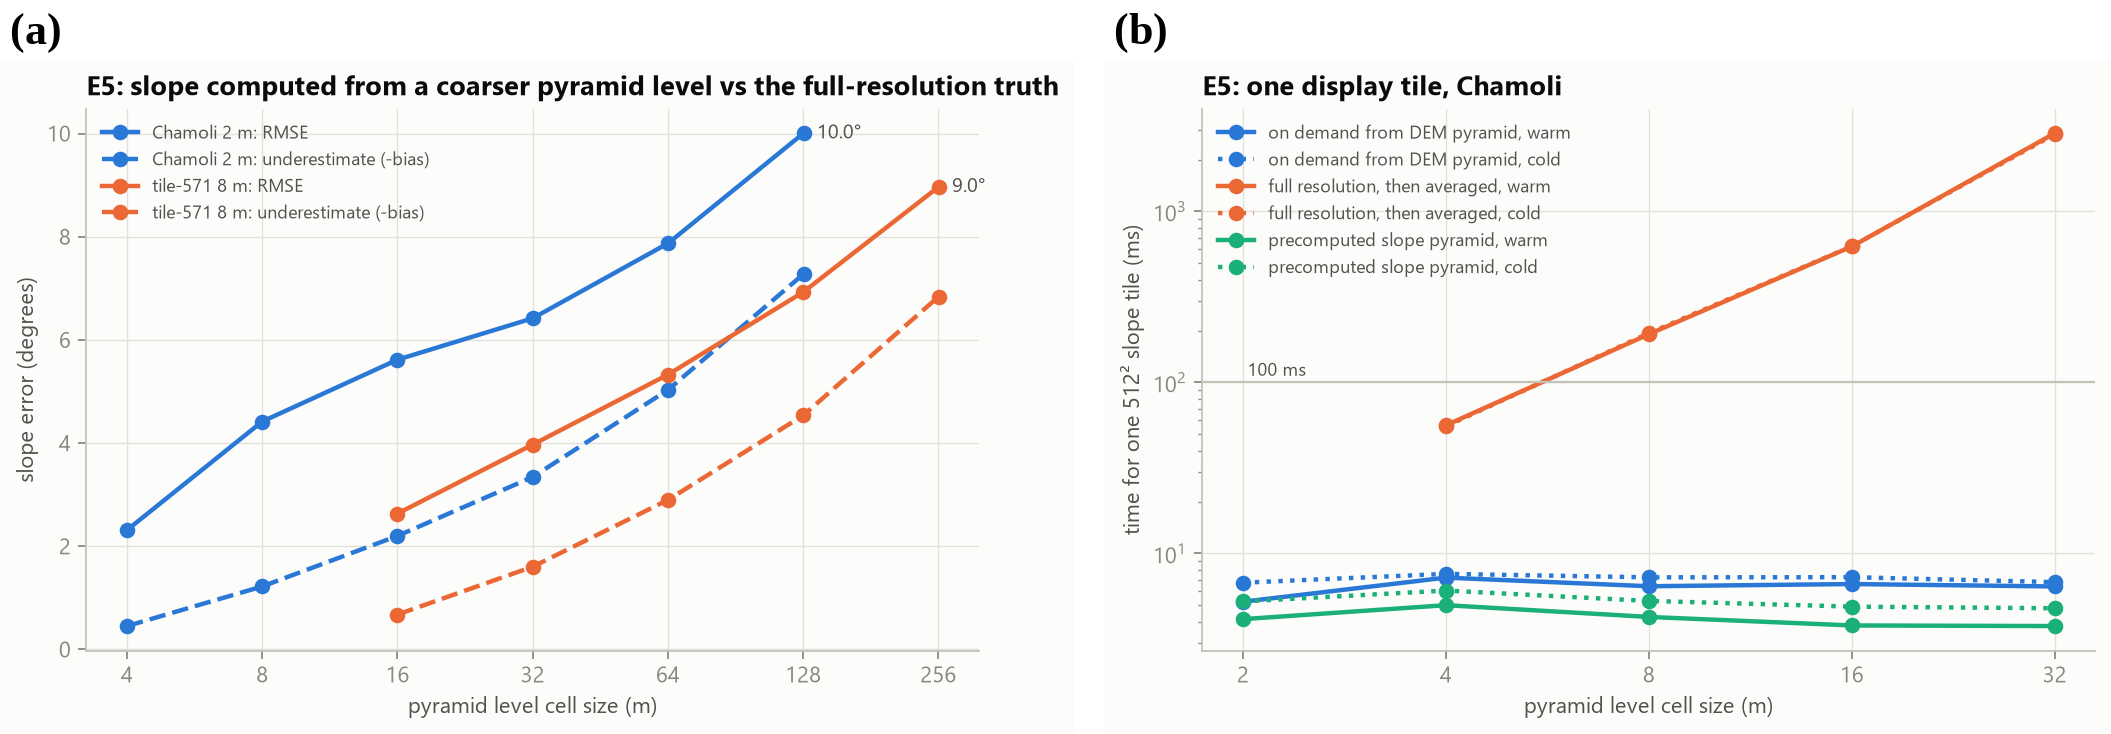 (a)
E5: slope computed from a coarser pyramid level vs the full-resolution truth
Chamoli 2 m: RMSE
Chamoli 2 m: underestimate (-bias)
tile-571 8 m: RMSE
tile-571 8 m: underestimate (-bias)
10.0°
9.0°
slope error (degrees)
10
8
6
4
2
0
4 8 16 32 64 128 256
pyramid level cell size (m)
(b)
E5: one display tile, Chamoli
on demand from DEM pyramid, warm
on demand from DEM pyramid, cold
full resolution, then averaged, warm
full resolution, then averaged, cold
precomputed slope pyramid, warm
precomputed slope pyramid, cold
100 ms
time for one 512² slope tile (ms)
10³
10²
10¹
2 4 8 16 32
pyramid level cell size (m)